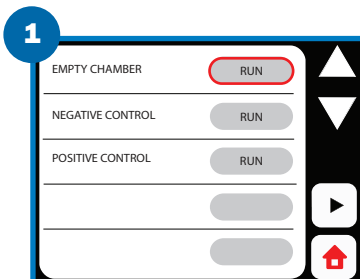 1
EMPTY CHAMBER RUN
NEGATIVE CONTROL RUN
POSITIVE CONTROL RUN